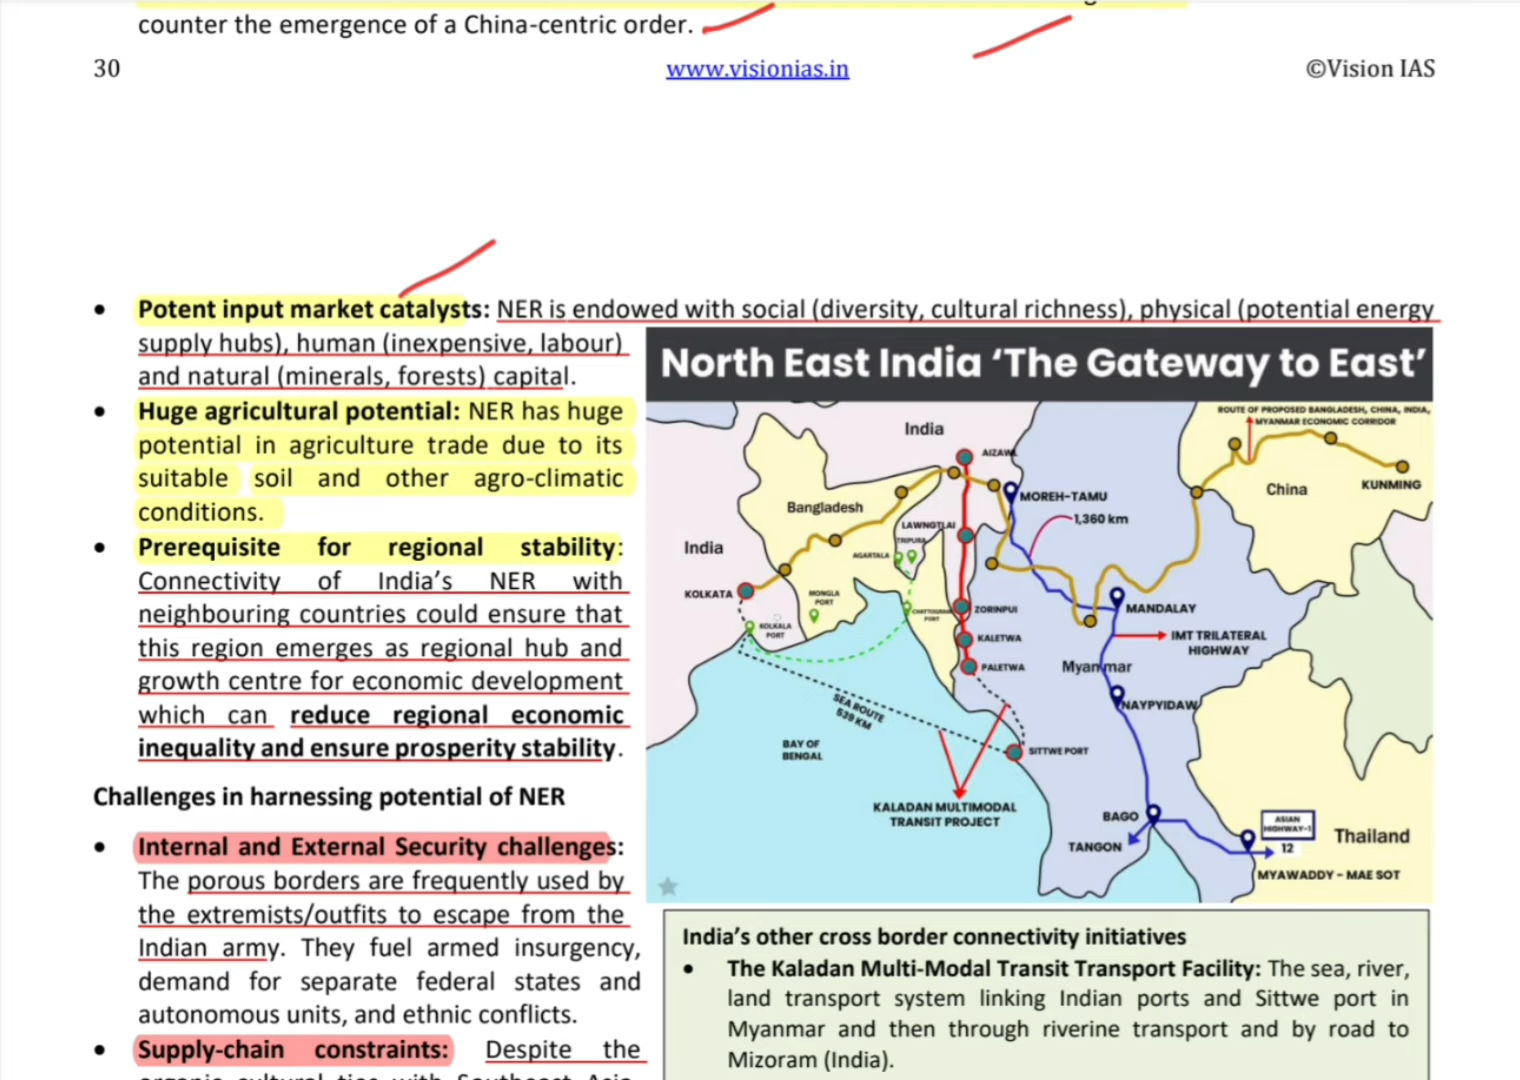 counter the emergence of a China-centric order.
30
www.visionias.in
©Vision IAS
• Potent input market catalysts: NER is endowed with social (diversity, cultural richness), physical (potential energy
supply hubs), human (inexpensive, labour)
and natural (minerals, forests) capital.
• Huge agricultural potential: NER has huge
potential in agriculture trade due to its
suitable soil and other agro-climatic
conditions.
• Prerequisite for regional stability:
Connectivity of India's NER with
neighbouring countries could ensure that
this region emerges as regional hub and
growth centre for economic development
which can reduce regional economic
inequality and ensure prosperity stability.
Challenges in harnessing potential of NER
• Internal and External Security challenges:
The porous borders are frequently used by
the extremists/outfits to escape from the
Indian army. They fuel armed insurgency,
demand for separate federal states and
autonomous units, and ethnic conflicts.
• Supply-chain constraints: Despite the
organic cultural ties with Southeast Asia,
North East India 'The Gateway to East'
ROUTE OF PROPOSED BANGLADESH, CHINA, INDIA,
MYANMAR ECONOMIC CORRIDOR
India
AIZAWL
China
KUNMING
MOREH-TAMU
Bangladesh
1,360 km
LAWNGTLAI
TRIPURA
India
AGARTALA
KOLKATA
MONGLA
PORT
CHATTOGRAM
PORT
ZORINPUI
MANDALAY
KOLKALA
PORT
IMT TRILATERAL
HIGHWAY
KALETWA
PALETWA
Myanmar
NAYPYIDAW
SEA ROUTE
539 KM
BAY OF
BENGAL
SITTWE PORT
KALADAN MULTIMODAL
TRANSIT PROJECT
BAGO
ASIAN
HIGHWAY-1
12
Thailand
TANGON
MYAWADDY - MAE SOT
India's other cross border connectivity initiatives
• The Kaladan Multi-Modal Transit Transport Facility: The sea, river,
land transport system linking Indian ports and Sittwe port in
Myanmar and then through riverine transport and by road to
Mizoram (India).